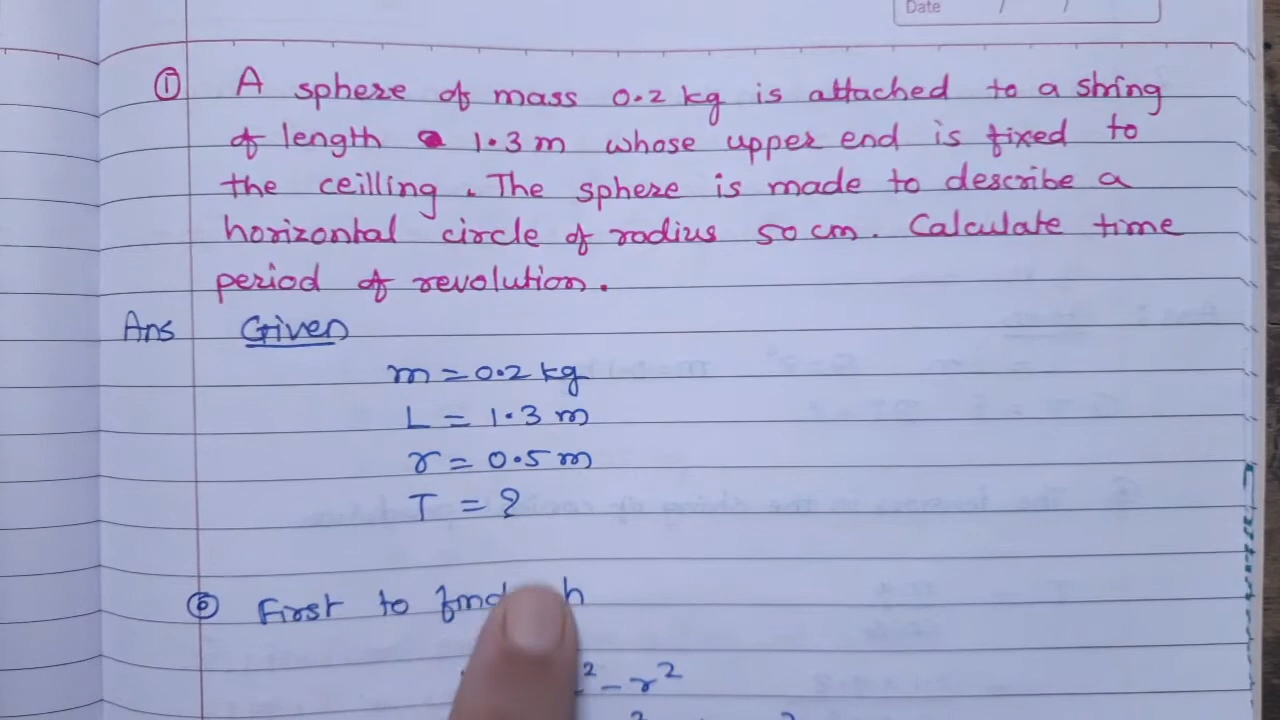 Date / /
① A sphere of mass 0.2 kg is attached to a string
of length 1.3 m whose upper end is fixed to
the ceilling. The sphere is made to describe a
horizontal circle of radius 50 cm. Calculate time
period of revolution.
Ans Given
m = 0.2 kg
L = 1.3 m
r = 0.5 m
T = ?
First to find h
² - r²